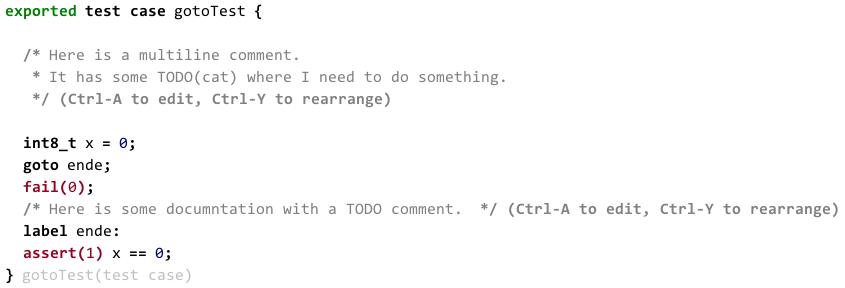 exported test case gotoTest {
/* Here is a multiline comment.
* It has some TODO(cat) where I need to do something.
*/ (Ctrl-A to edit, Ctrl-Y to rearrange)
int8_t x = 0;
goto ende;
fail(0);
/* Here is some documntation with a TODO comment.  */ (Ctrl-A to edit, Ctrl-Y to rearrange)
label ende:
assert(1) x == 0;
} gotoTest(test case)